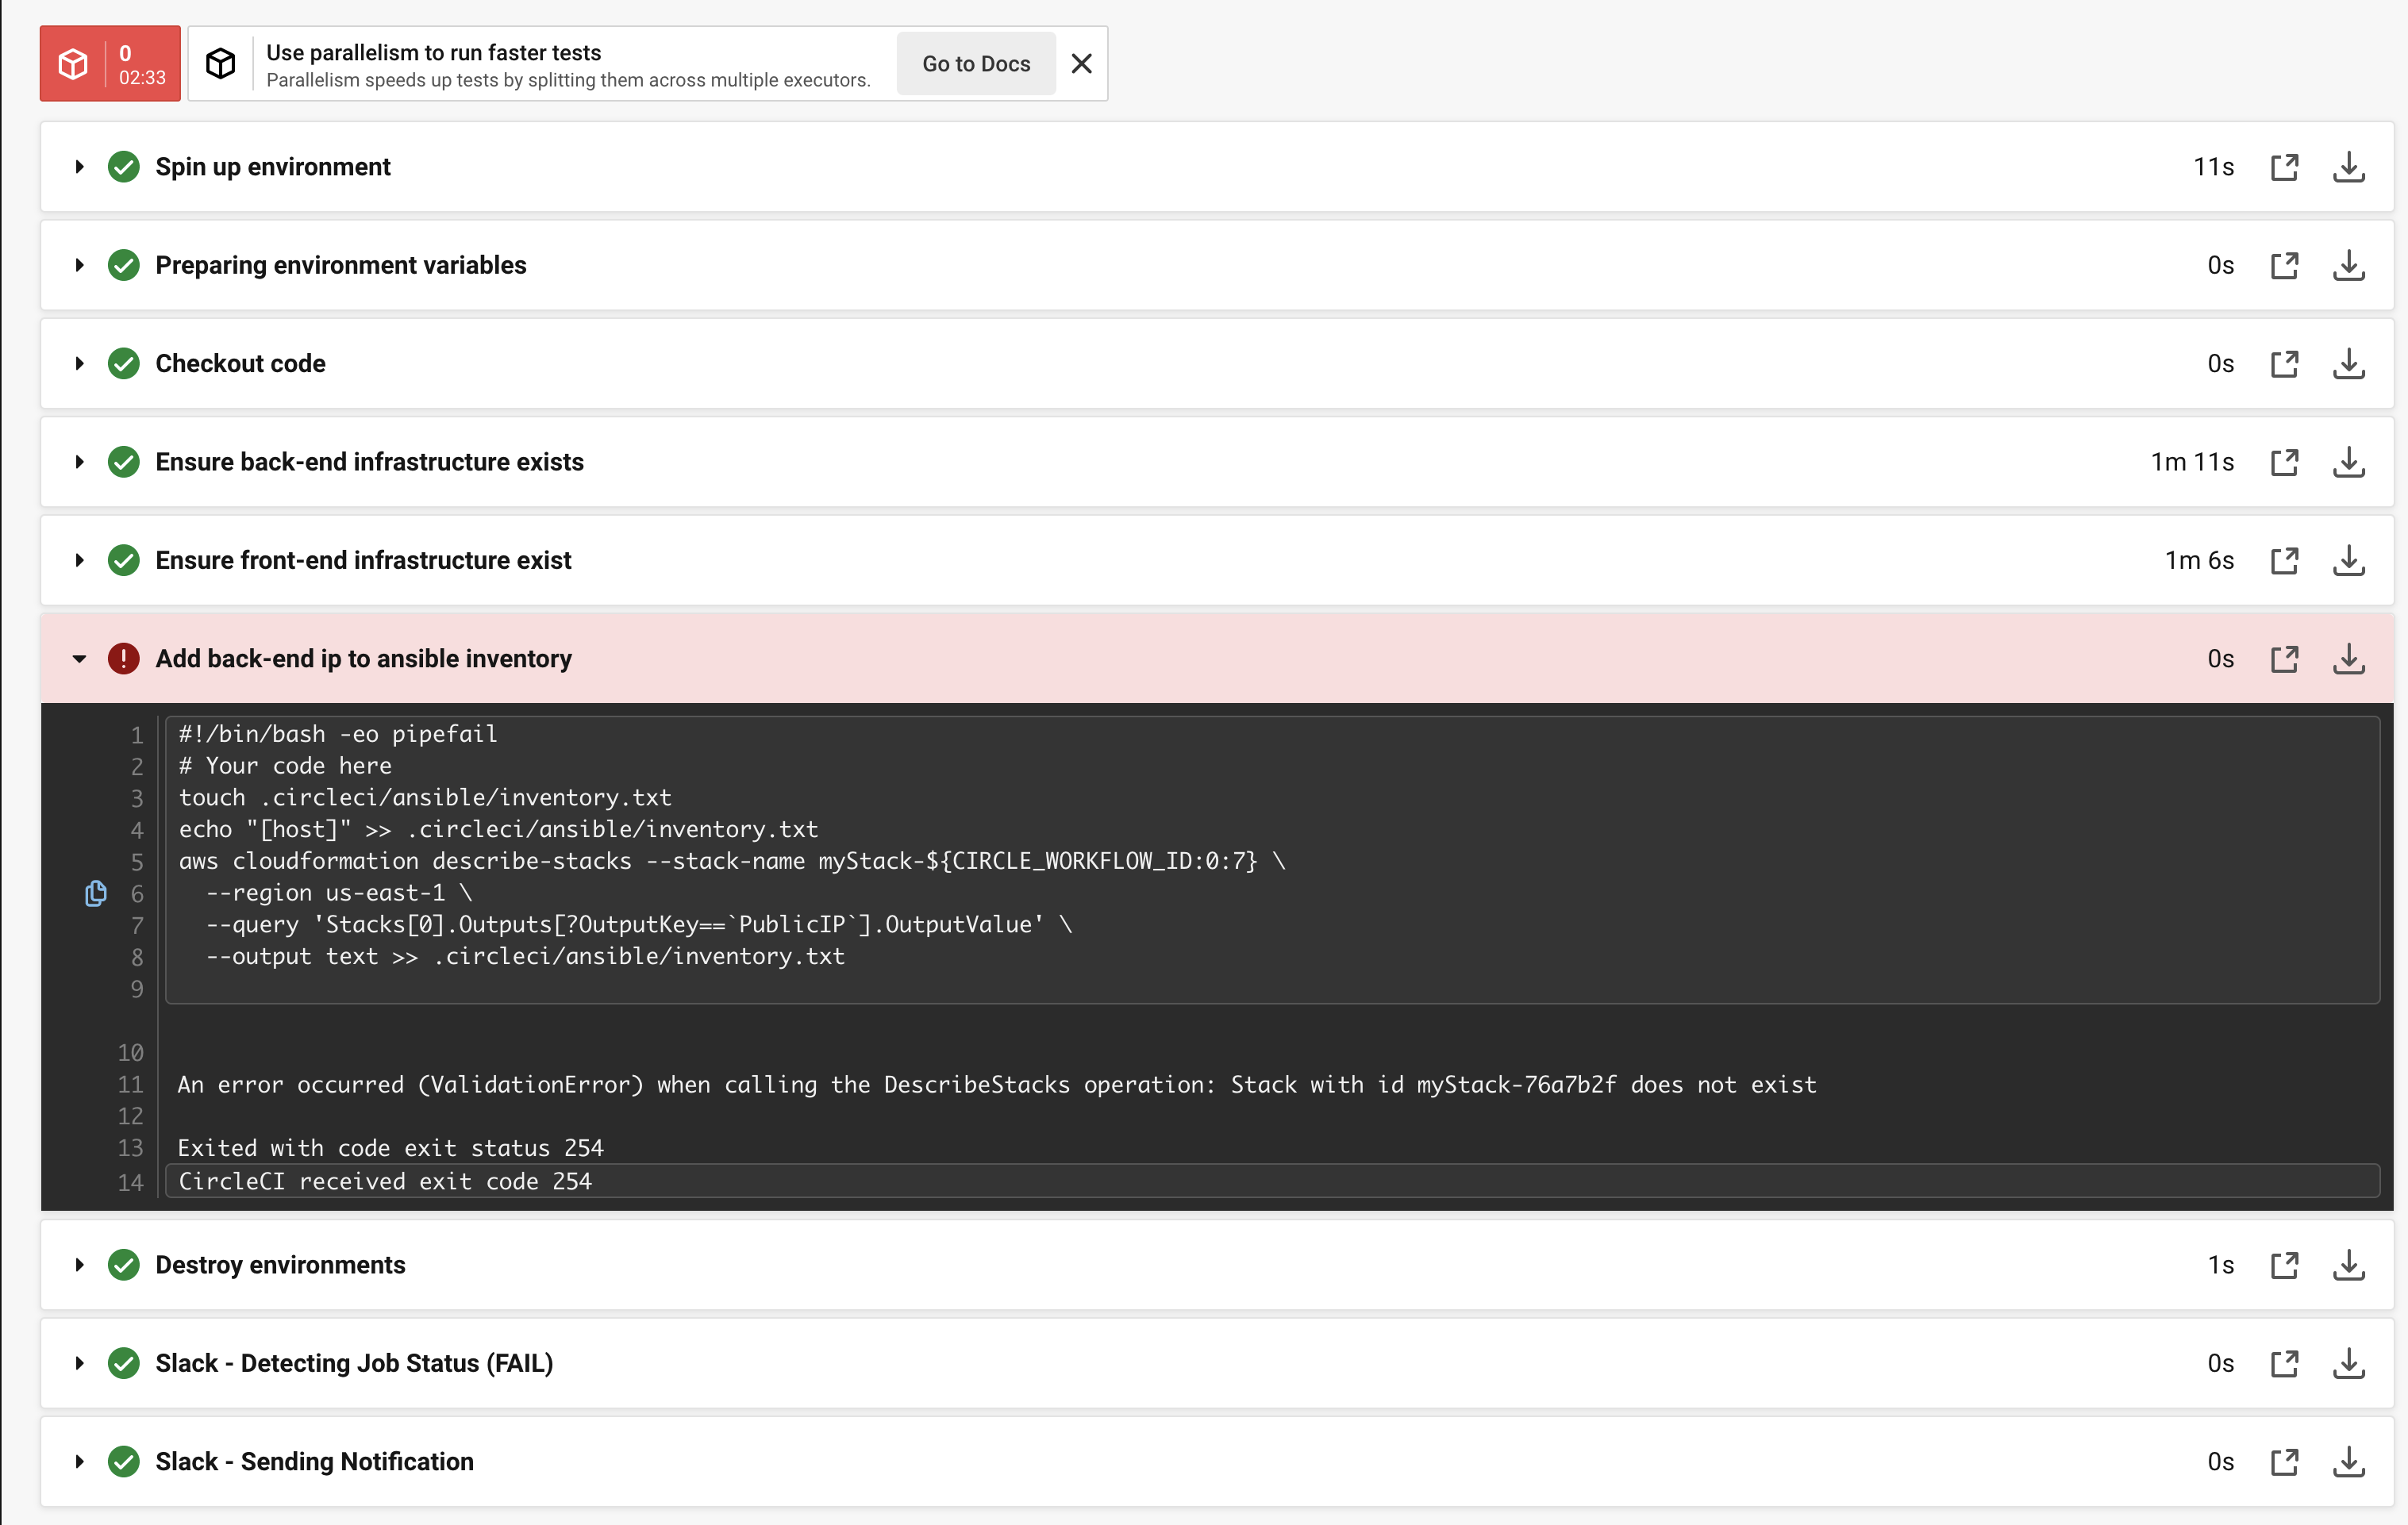 0
02:33
Use parallelism to run faster tests
Parallelism speeds up tests by splitting them across multiple executors.
Go to Docs
Spin up environment 11s
Preparing environment variables 0s
Checkout code 0s
Ensure back-end infrastructure exists 1m 11s
Ensure front-end infrastructure exist 1m 6s
Add back-end ip to ansible inventory 0s
1 #!/bin/bash -eo pipefail
2 # Your code here
3 touch .circleci/ansible/inventory.txt
4 echo "[host]" >> .circleci/ansible/inventory.txt
5 aws cloudformation describe-stacks --stack-name myStack-${CIRCLE_WORKFLOW_ID:0:7} \
6   --region us-east-1 \
7   --query 'Stacks[0].Outputs[?OutputKey==`PublicIP`].OutputValue' \
8   --output text >> .circleci/ansible/inventory.txt
9
10
11 An error occurred (ValidationError) when calling the DescribeStacks operation: Stack with id myStack-76a7b2f does not exist
12
13 Exited with code exit status 254
14 CircleCI received exit code 254
Destroy environments 1s
Slack - Detecting Job Status (FAIL) 0s
Slack - Sending Notification 0s